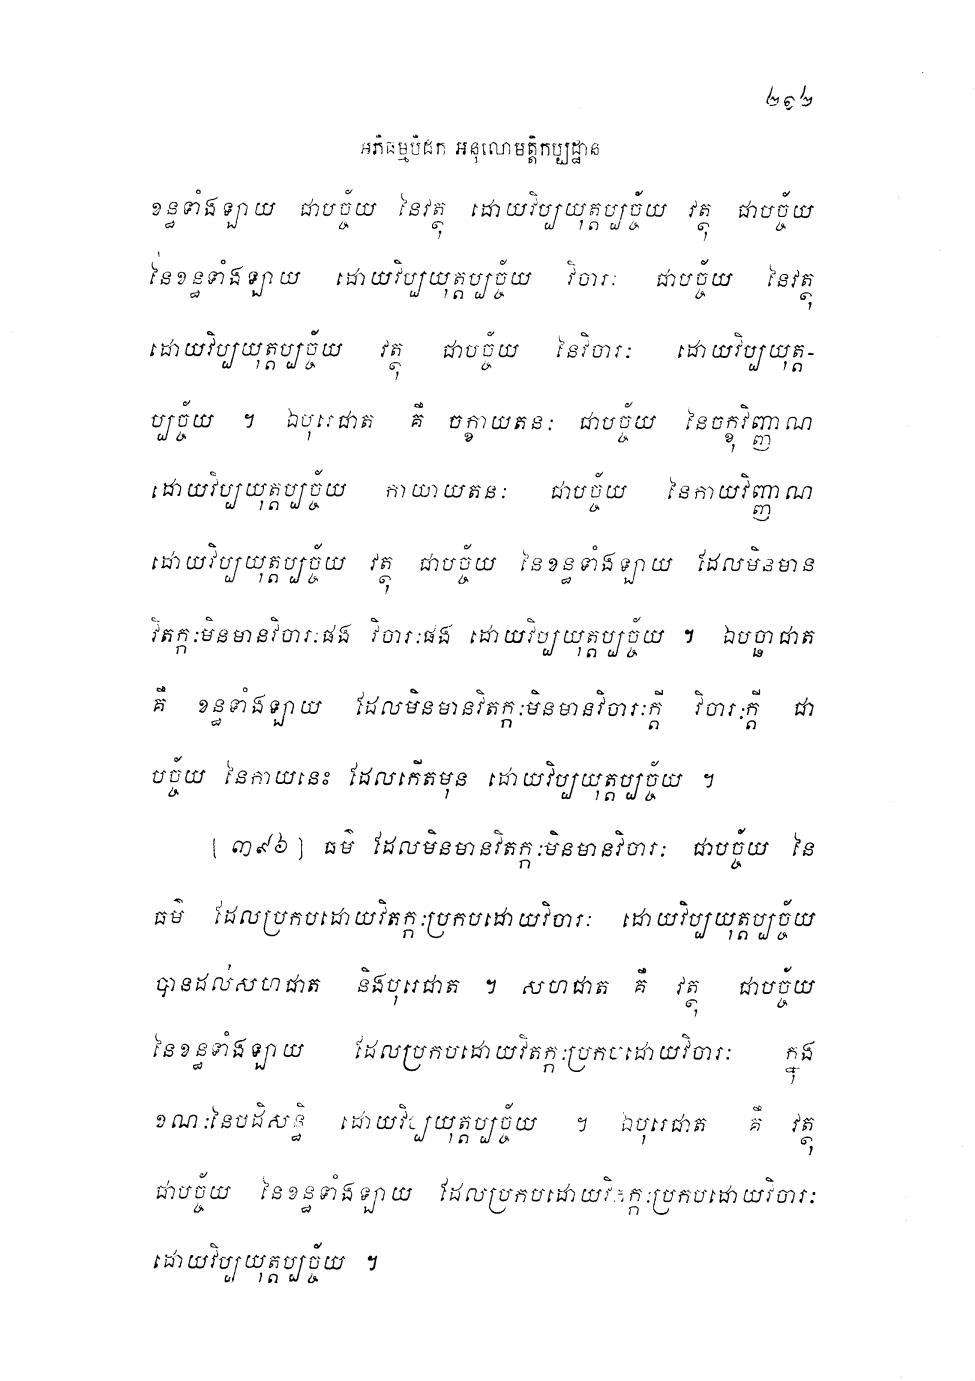 ២៩២
អភិធម្មបិដក អនុលោមត្តិកប្បដ្ឋាន
ខន្ធទាំងឡាយ ជាបច្ច័យ នៃវត្ថុ ដោយវិប្បយុត្តប្បច្ច័យ វត្ថុ ជាបច្ច័យ
នៃខន្ធទាំងឡាយ ដោយវិប្បយុត្តប្បច្ច័យ វិចារៈ ជាបច្ច័យ នៃវត្ថុ
ដោយវិប្បយុត្តប្បច្ច័យ វត្ថុ ជាបច្ច័យ នៃវិចារៈ ដោយវិប្បយុត្ត-
ប្បច្ច័យ ។ ឯបុរេជាត គឺ ចក្ខាយតនៈ ជាបច្ច័យ នៃចក្ខុវិញ្ញាណ
ដោយវិប្បយុត្តប្បច្ច័យ កាយាយតនៈ ជាបច្ច័យ នៃកាយវិញ្ញាណ
ដោយវិប្បយុត្តប្បច្ច័យ វត្ថុ ជាបច្ច័យ នៃខន្ធទាំងឡាយ ដែលមិនមាន
វិតក្កៈមិនមានវិចារៈផង វិចារៈផង ដោយវិប្បយុត្តប្បច្ច័យ ។ ឯបច្ឆាជាត
គឺ ខន្ធទាំងឡាយ ដែលមិនមានវិតក្កៈមិនមានវិចារៈក្តី វិចារៈក្តី ជា
បច្ច័យ នៃកាយនេះ ដែលកើតមុន ដោយវិប្បយុត្តប្បច្ច័យ ។
[៣៩៦] ធម៌ ដែលមិនមានវិតក្កៈមិនមានវិចារៈ ជាបច្ច័យ នៃ
ធម៌ ដែលប្រកបដោយវិតក្កៈប្រកបដោយវិចារៈ ដោយវិប្បយុត្តប្បច្ច័យ
បានដល់សហជាត និងបុរេជាត ។ សហជាត គឺ វត្ថុ ជាបច្ច័យ
នៃខន្ធទាំងឡាយ ដែលប្រកបដោយវិតក្កៈប្រកបដោយវិចារៈ ក្នុង
ខណៈនៃបដិសន្ធិ ដោយវិប្បយុត្តប្បច្ច័យ ។ ឯបុរេជាត គឺ វត្ថុ
ជាបច្ច័យ នៃខន្ធទាំងឡាយ ដែលប្រកបដោយវិតក្កៈប្រកបដោយវិចារៈ
ដោយវិប្បយុត្តប្បច្ច័យ ។